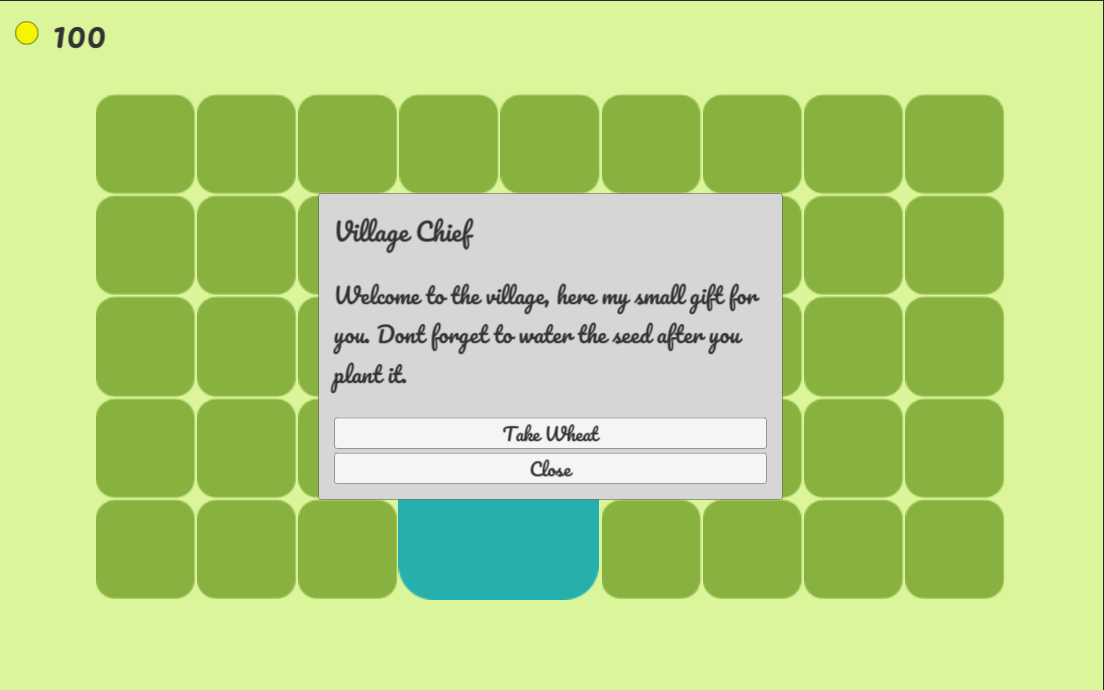 100
Village Chief
Welcome to the village, here my small gift for
you. Dont forget to water the seed after you
plant it.
Take Wheat
Close